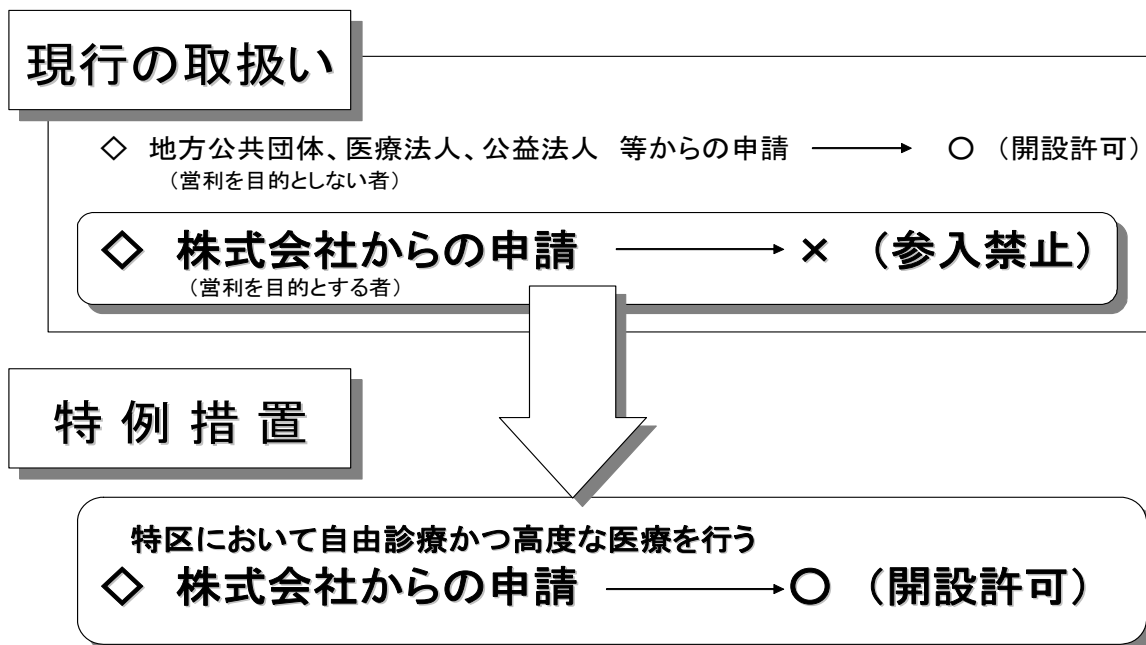 現行の取扱い
◇ 地方公共団体、医療法人、公益法人 等からの申請 → ○ (開設許可)
(営利を目的としない者)
◇ 株式会社からの申請 → × (参入禁止)
(営利を目的とする者)
特例措置
特区において自由診療かつ高度な医療を行う
◇ 株式会社からの申請 → ○ (開設許可)